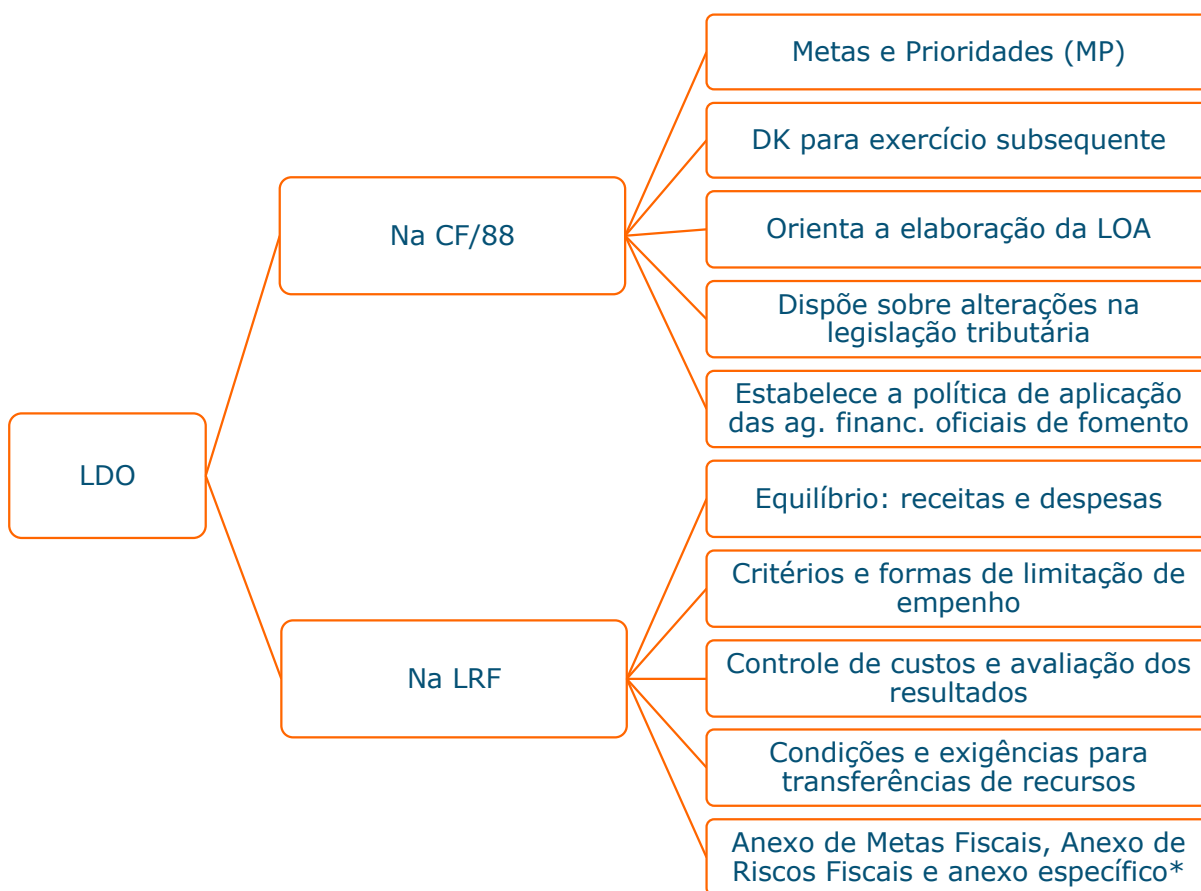 LDO
Na CF/88
Metas e Prioridades (MP)
DK para exercício subsequente
Orienta a elaboração da LOA
Dispõe sobre alterações na
legislação tributária
Estabelece a política de aplicação
das ag. financ. oficiais de fomento
Na LRF
Equilíbrio: receitas e despesas
Critérios e formas de limitação de
empenho
Controle de custos e avaliação dos
resultados
Condições e exigências para
transferências de recursos
Anexo de Metas Fiscais, Anexo de
Riscos Fiscais e anexo específico*